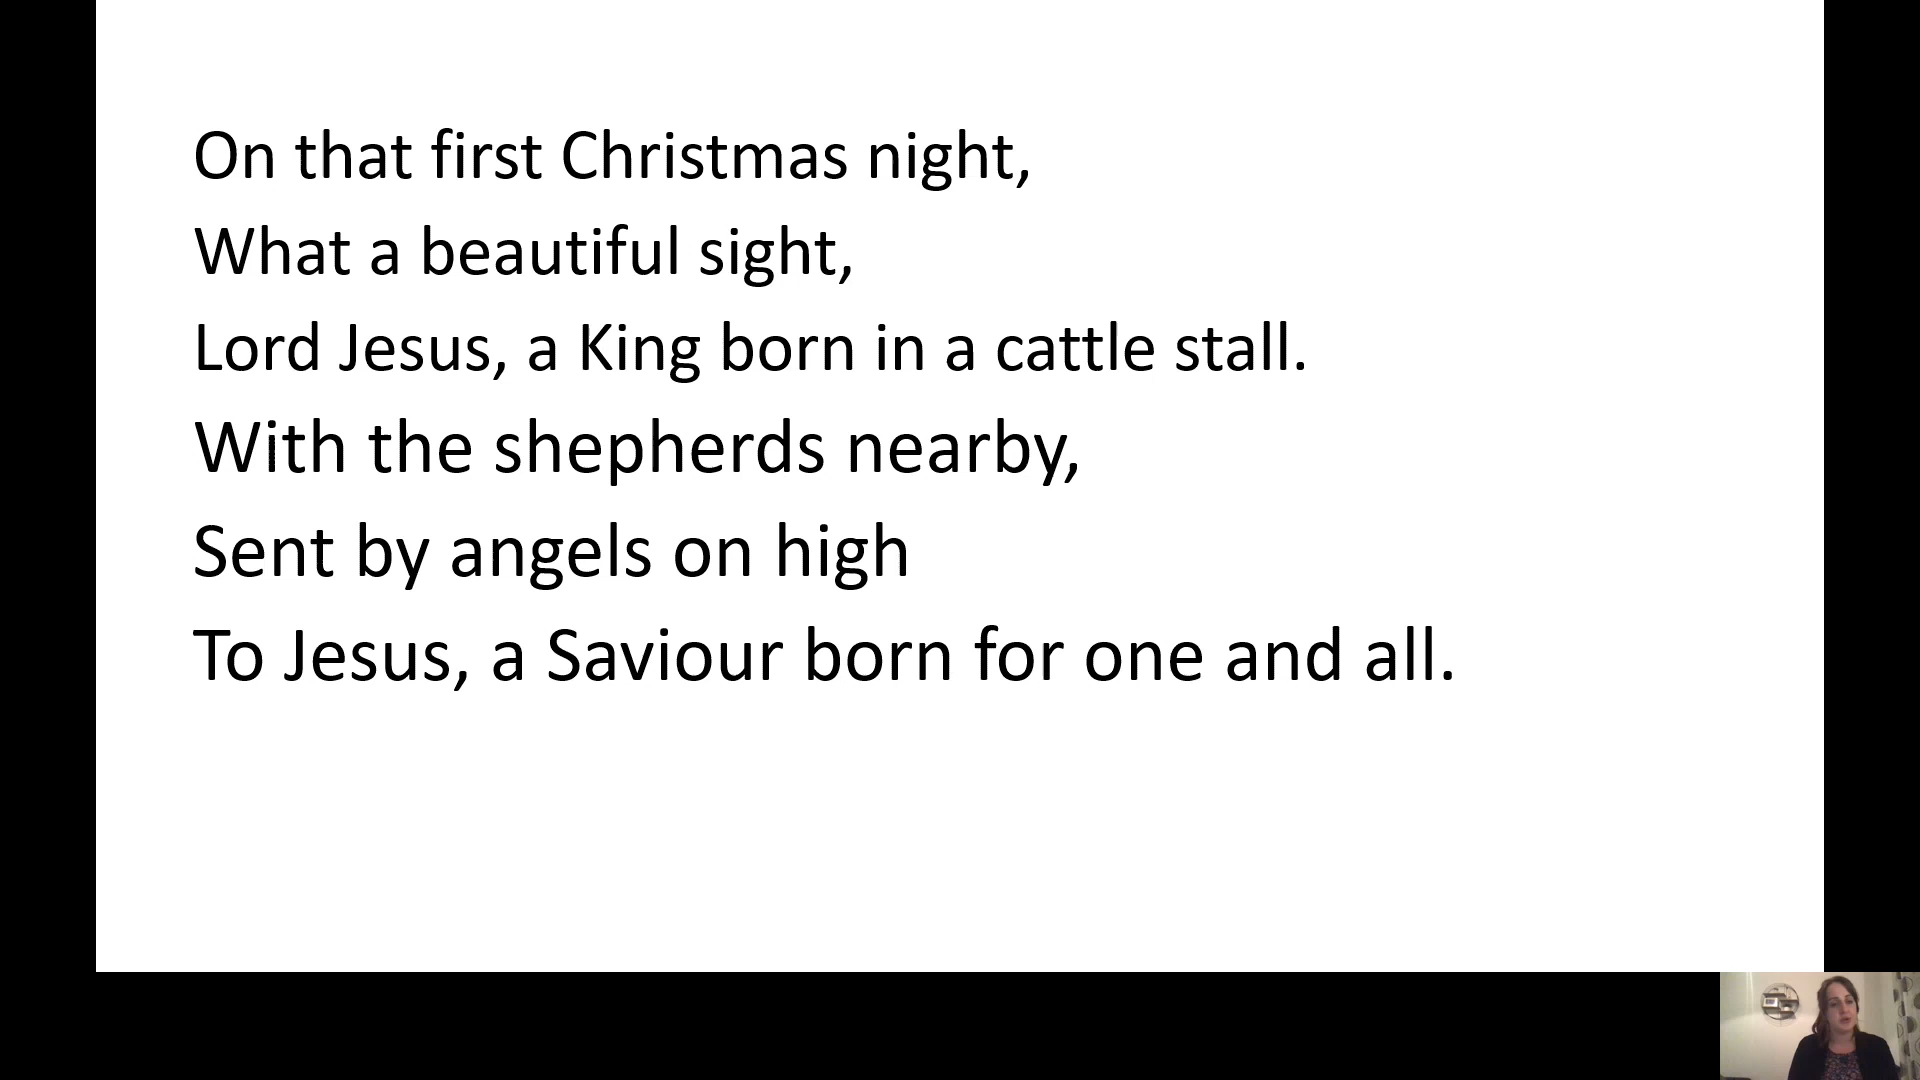 On that first Christmas night,
What a beautiful sight,
Lord Jesus, a King born in a cattle stall.
With the shepherds nearby,
Sent by angels on high
To Jesus, a Saviour born for one and all.